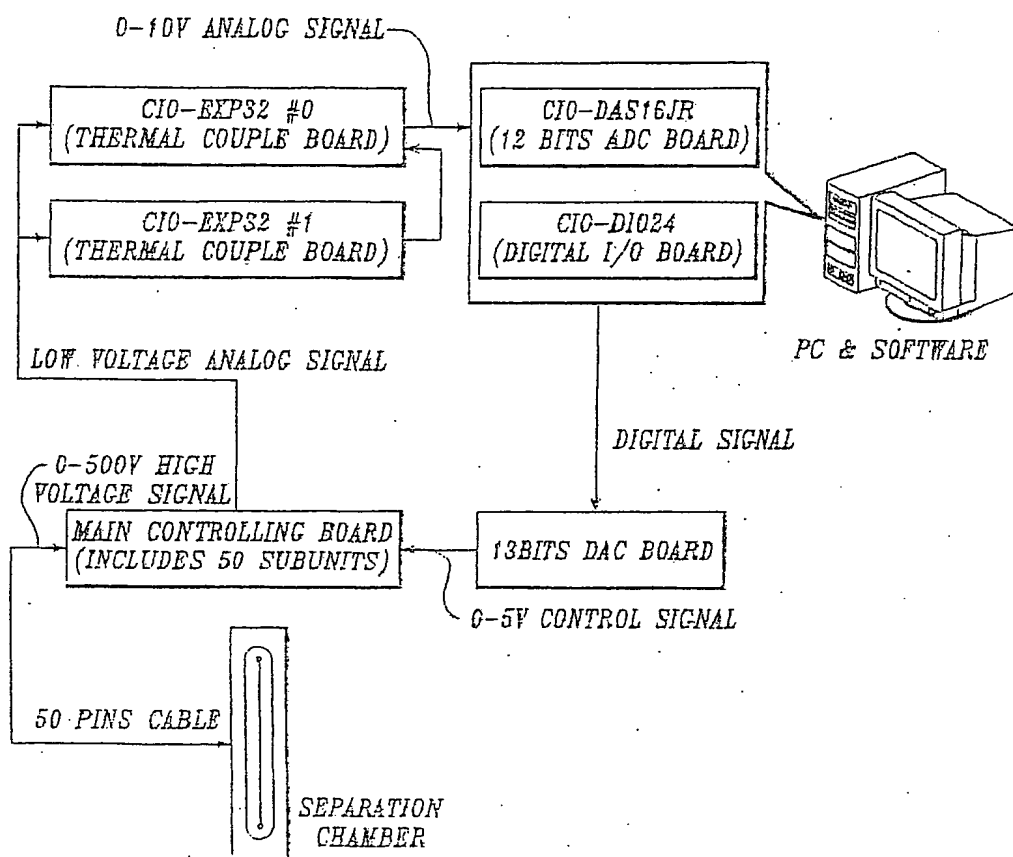 0-10V ANALOG SIGNAL
CIO-EXP32 #0
(THERMAL COUPLE BOARD)
CIO-EXP32 #1
(THERMAL COUPLE BOARD)
CIO-DAS16JR
(12 BITS ADC BOARD)
CIO-DIO24
(DIGITAL I/O BOARD)
PC & SOFTWARE
LOW VOLTAGE ANALOG SIGNAL
DIGITAL SIGNAL
0-500V HIGH
VOLTAGE SIGNAL
MAIN CONTROLLING BOARD
(INCLUDES 50 SUBUNITS)
13BITS DAC BOARD
0-5V CONTROL SIGNAL
50 PINS CABLE
SEPARATION
CHAMBER